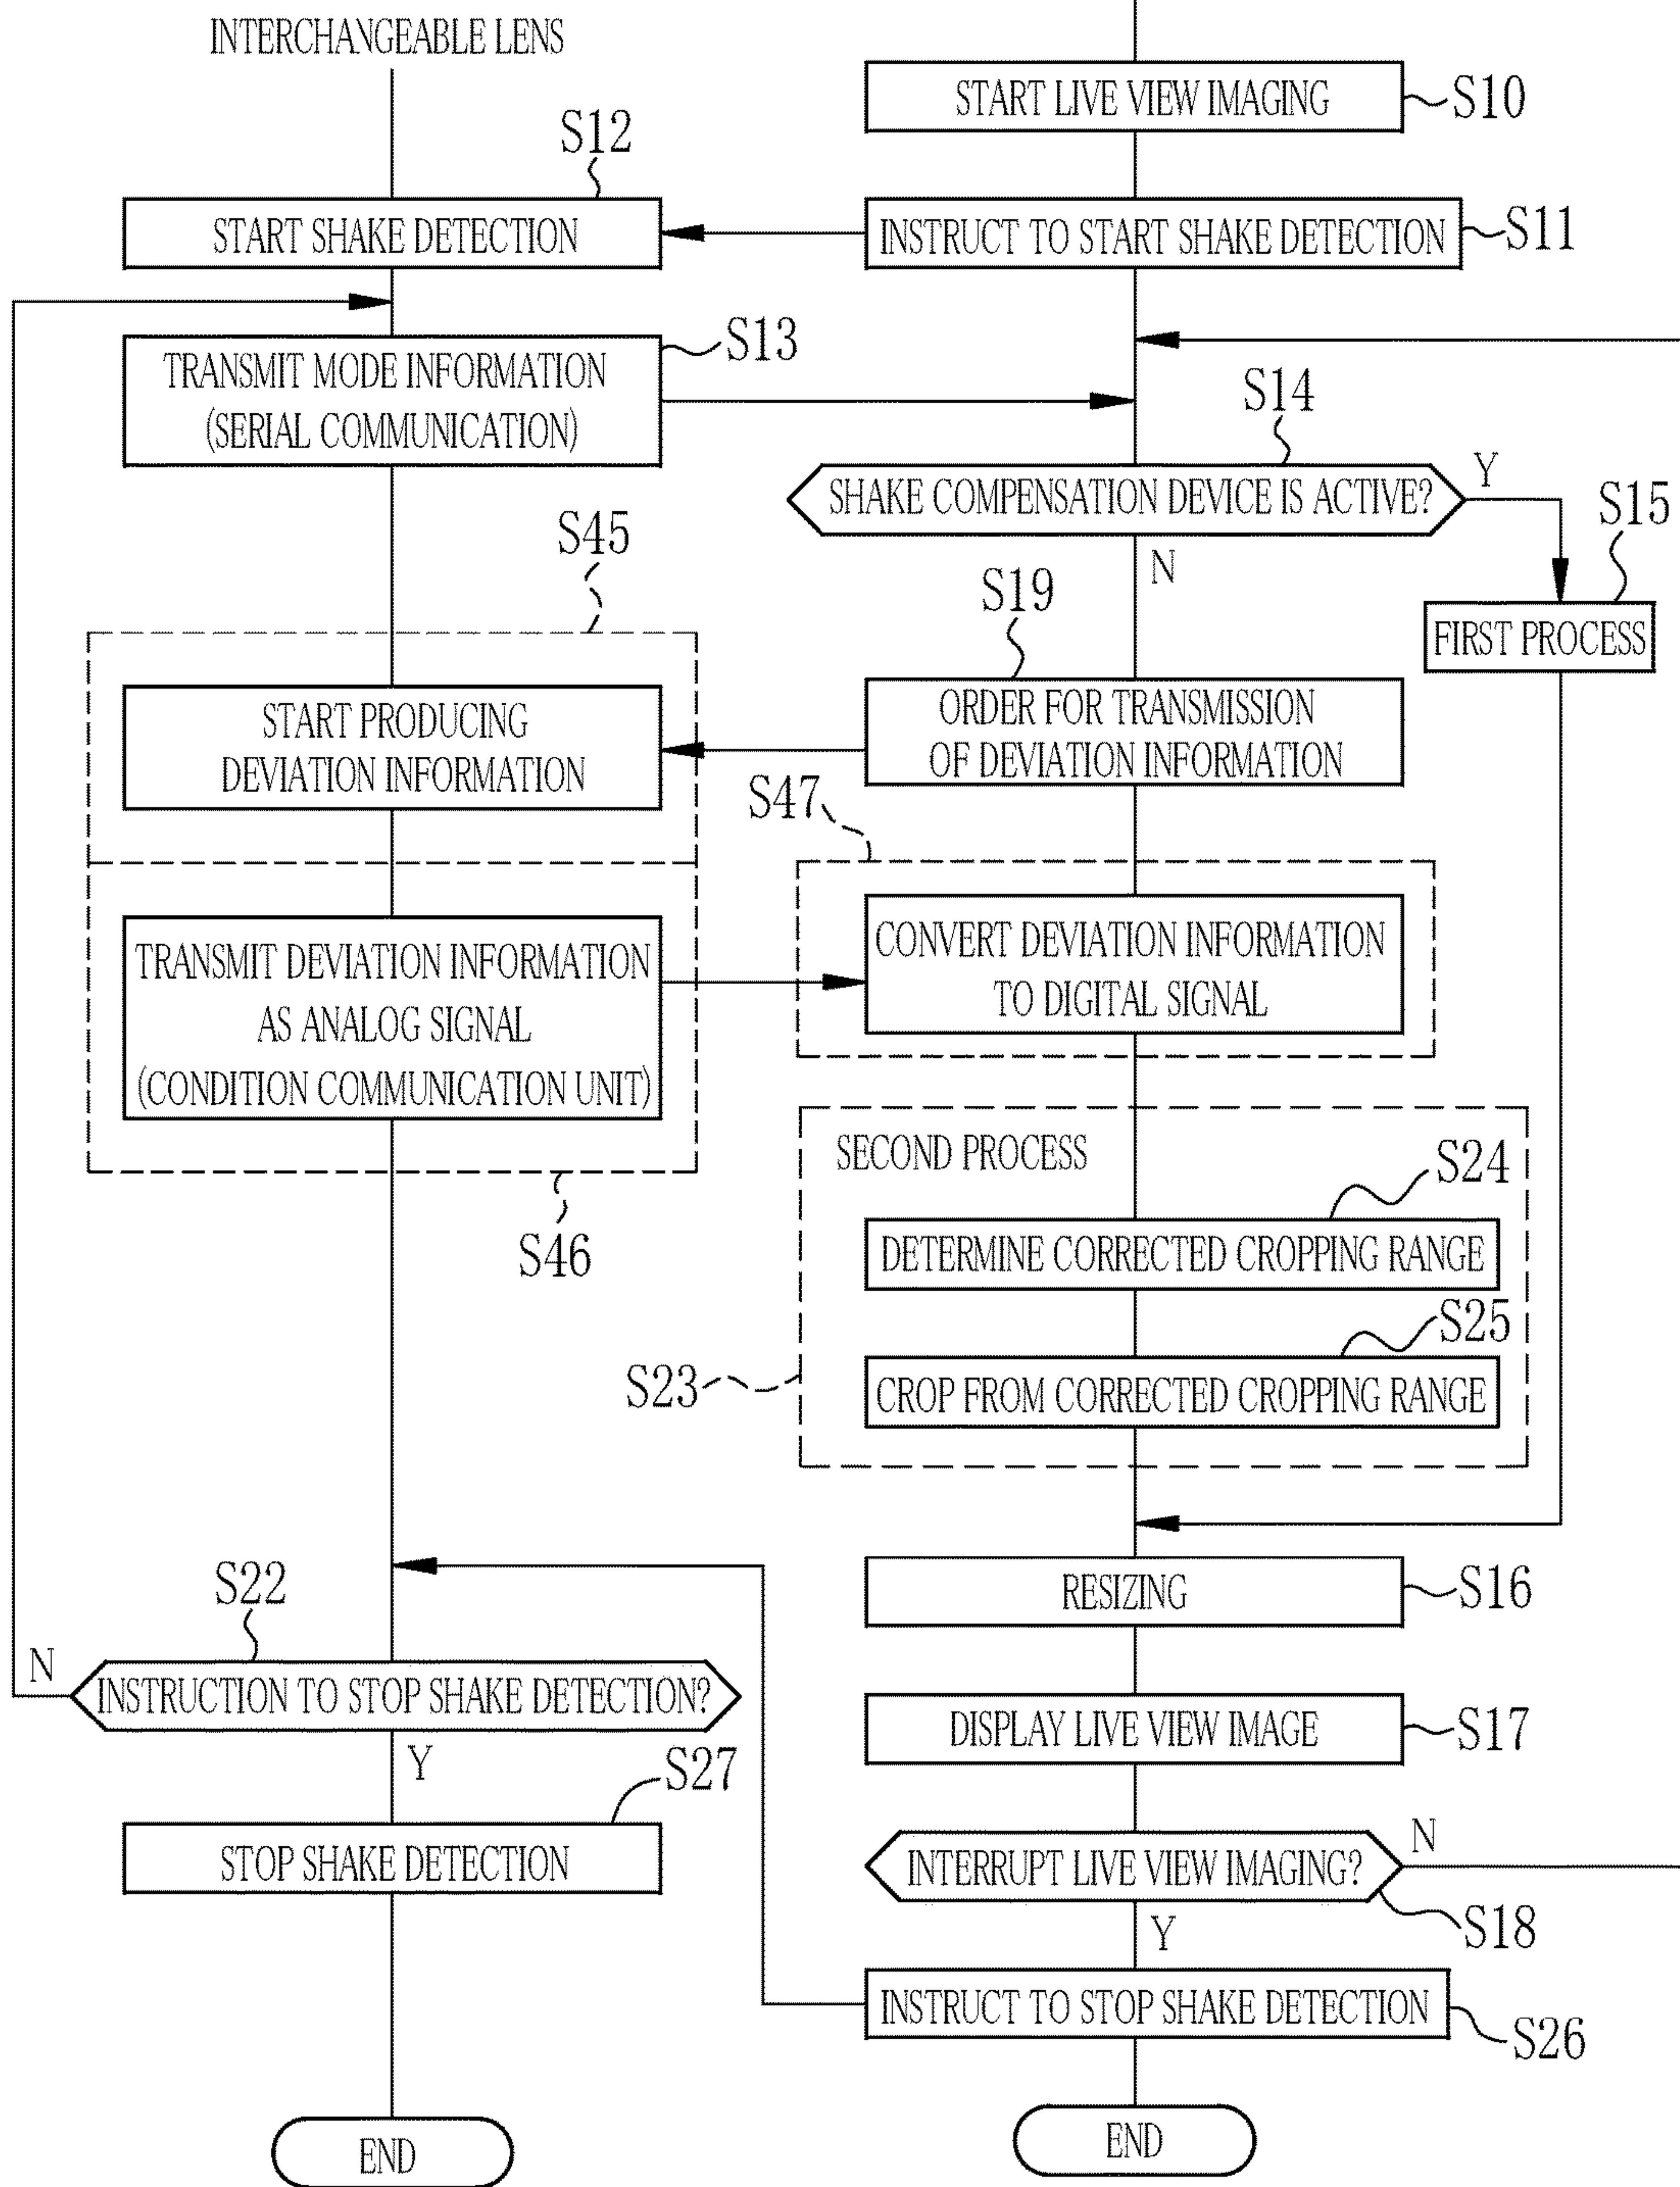 INTERCHANGEABLE LENS
START LIVE VIEW IMAGING
S10
S12
START SHAKE DETECTION
INSTRUCT TO START SHAKE DETECTION
S11
TRANSMIT MODE INFORMATION
(SERIAL COMMUNICATION)
S13
S14
SHAKE COMPENSATION DEVICE IS ACTIVE?
Y
N
S15
FIRST PROCESS
S45
S19
START PRODUCING
DEVIATION INFORMATION
ORDER FOR TRANSMISSION
OF DEVIATION INFORMATION
S47
TRANSMIT DEVIATION INFORMATION
AS ANALOG SIGNAL
(CONDITION COMMUNICATION UNIT)
CONVERT DEVIATION INFORMATION
TO DIGITAL SIGNAL
S46
SECOND PROCESS
S24
DETERMINE CORRECTED CROPPING RANGE
S25
S23
CROP FROM CORRECTED CROPPING RANGE
S22
RESIZING
S16
N
INSTRUCTION TO STOP SHAKE DETECTION?
Y
DISPLAY LIVE VIEW IMAGE
S17
S27
STOP SHAKE DETECTION
INTERRUPT LIVE VIEW IMAGING?
N
S18
Y
INSTRUCT TO STOP SHAKE DETECTION
S26
END
END